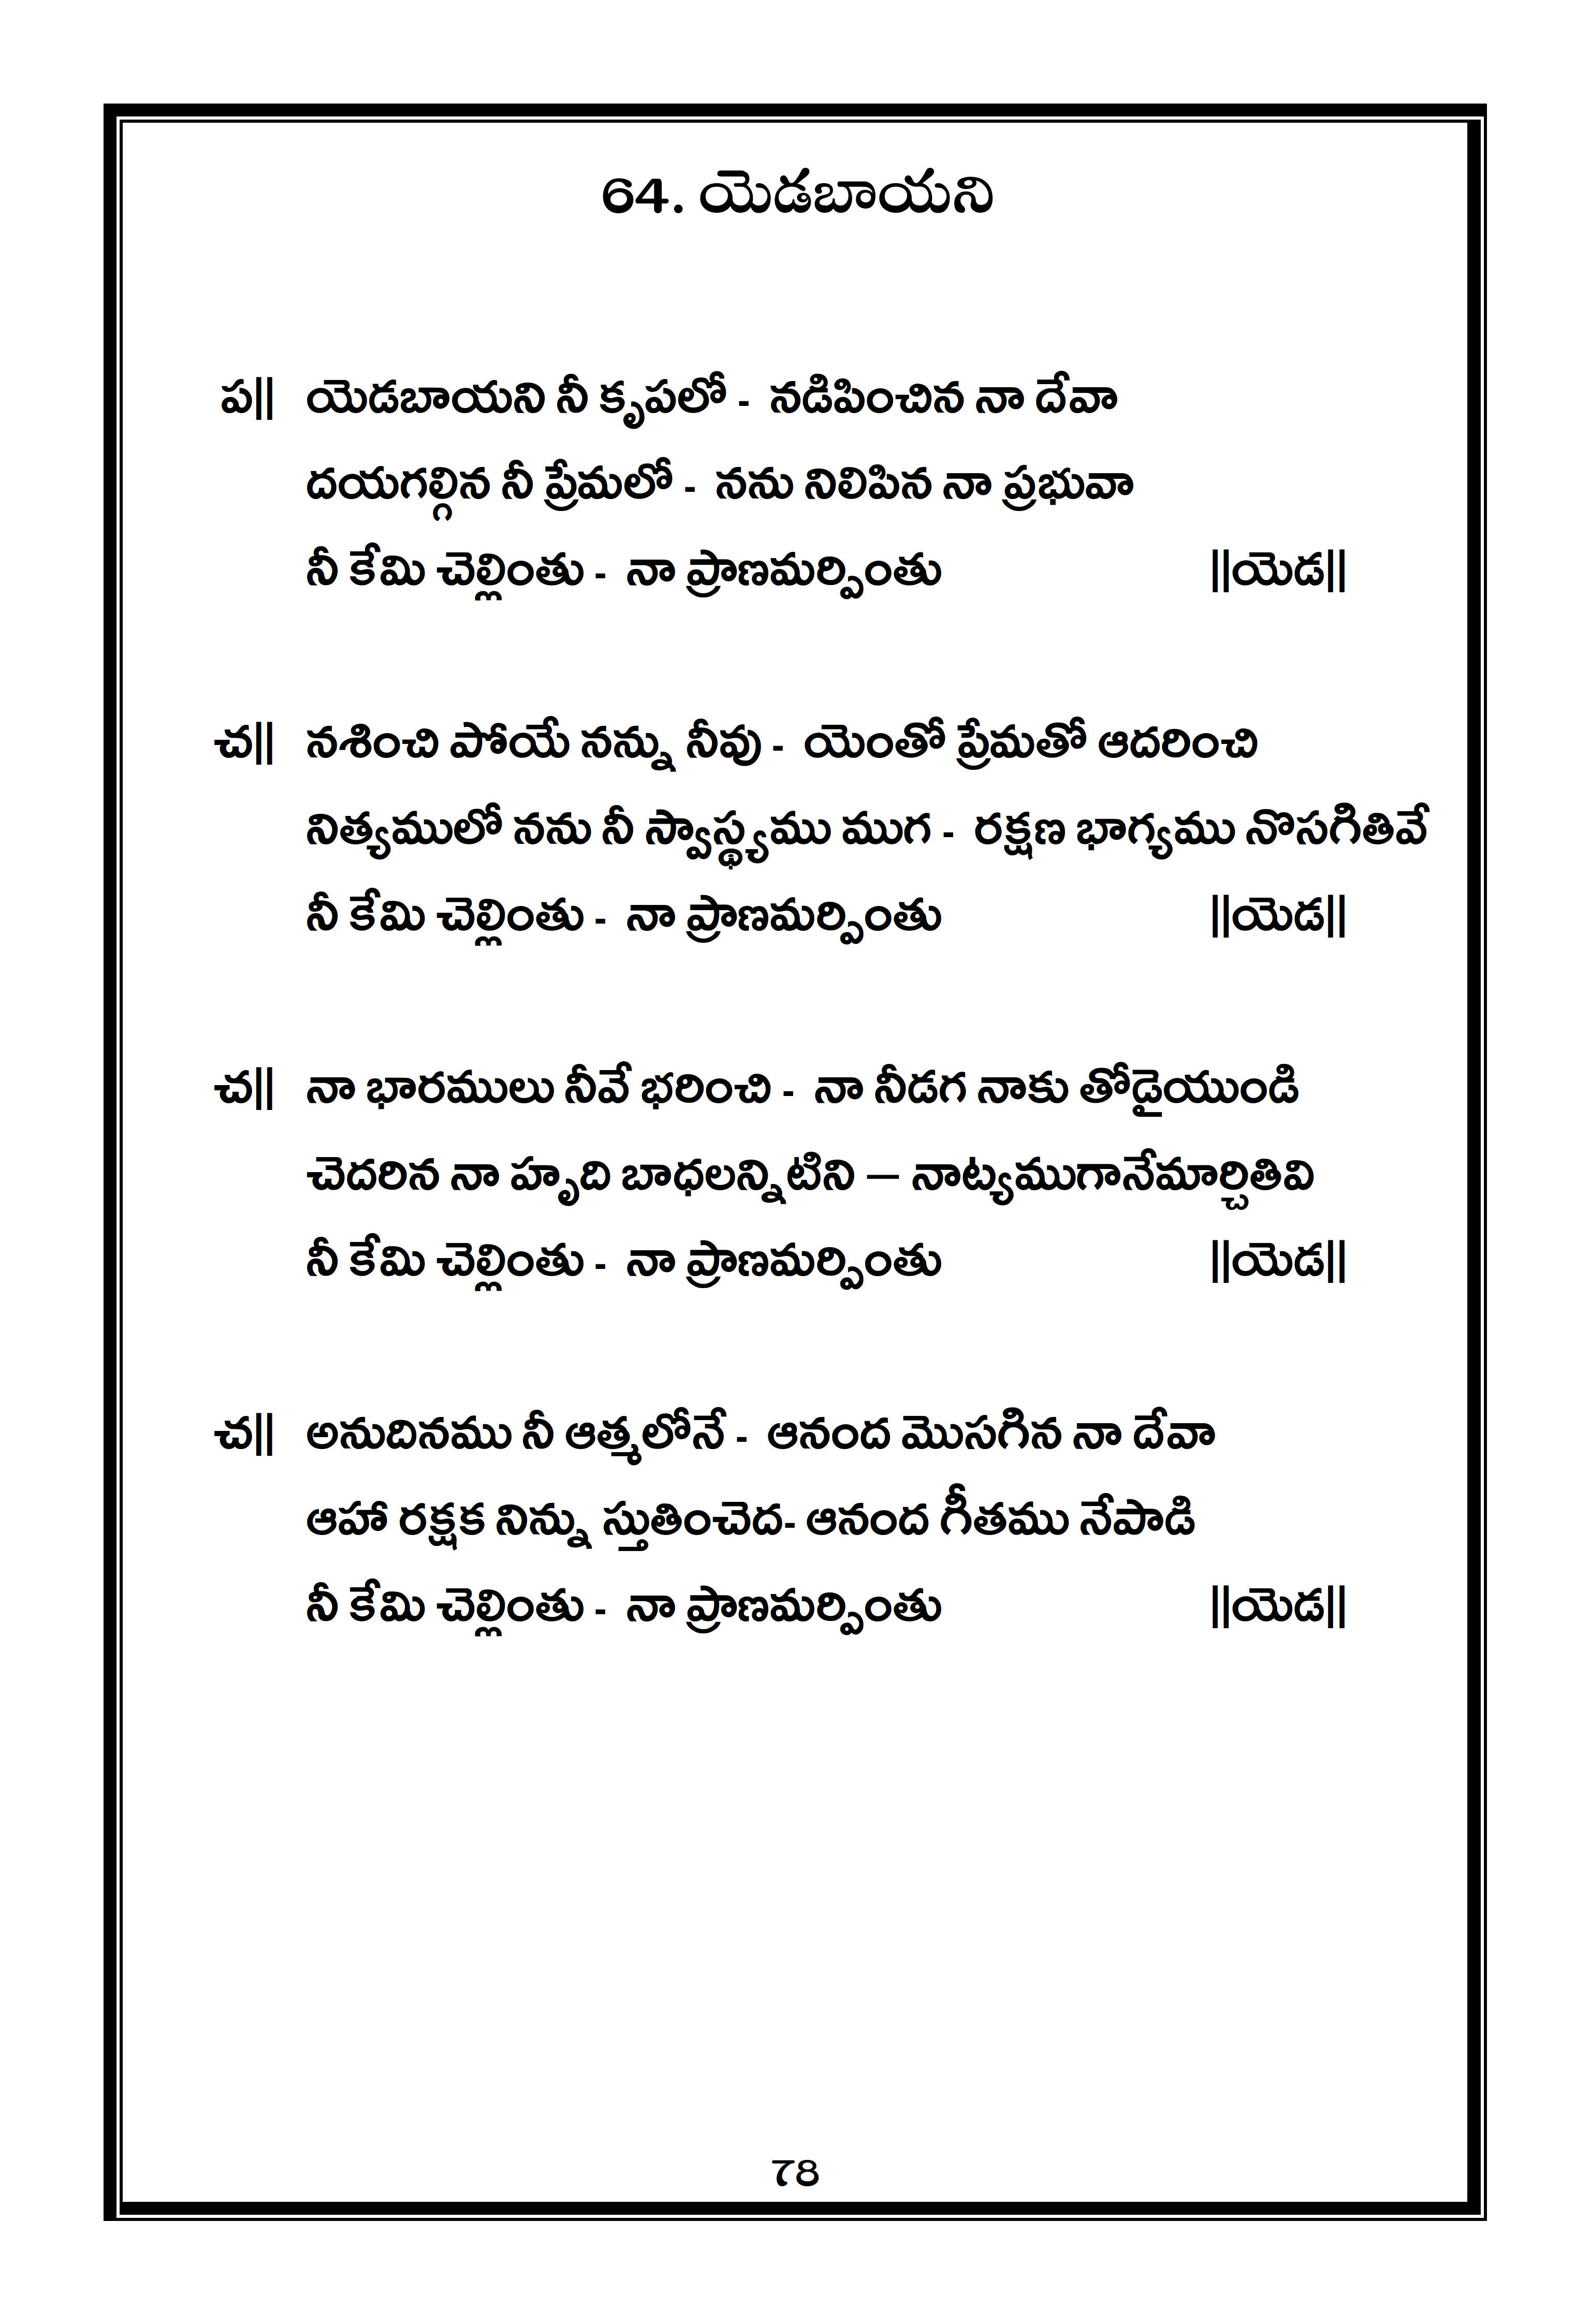 64. యెడబాయని
ప|| యెడబాయని నీ కృపలో - నడిపించిన నా దేవా
దయగల్గిన నీ ప్రేమలో - నను నిలిపిన నా ప్రభువా
నీ కేమి చెల్లింతు - నా ప్రాణమర్పింతు ||యెడ||
చ|| నశించి పోయే నన్ను నీవు - యెంతో ప్రేమతో ఆదరించి
నిత్యములో నను నీ స్వాస్థ్యము ముగ - రక్షణ భాగ్యము నొసగితివే
నీ కేమి చెల్లింతు - నా ప్రాణమర్పింతు ||యెడ||
చ|| నా భారములు నీవే భరించి - నా నీడగ నాకు తోడైయుండి
చెదరిన నా హృది బాధలన్నిటిని – నాట్యముగానేమార్చితివి
నీ కేమి చెల్లింతు - నా ప్రాణమర్పింతు ||యెడ||
చ|| అనుదినము నీ ఆత్మలోనే - ఆనంద మొసగిన నా దేవా
ఆహా రక్షక నిన్ను స్తుతించెద- ఆనంద గీతము నేపాడి
నీ కేమి చెల్లింతు - నా ప్రాణమర్పింతు ||యెడ||
78